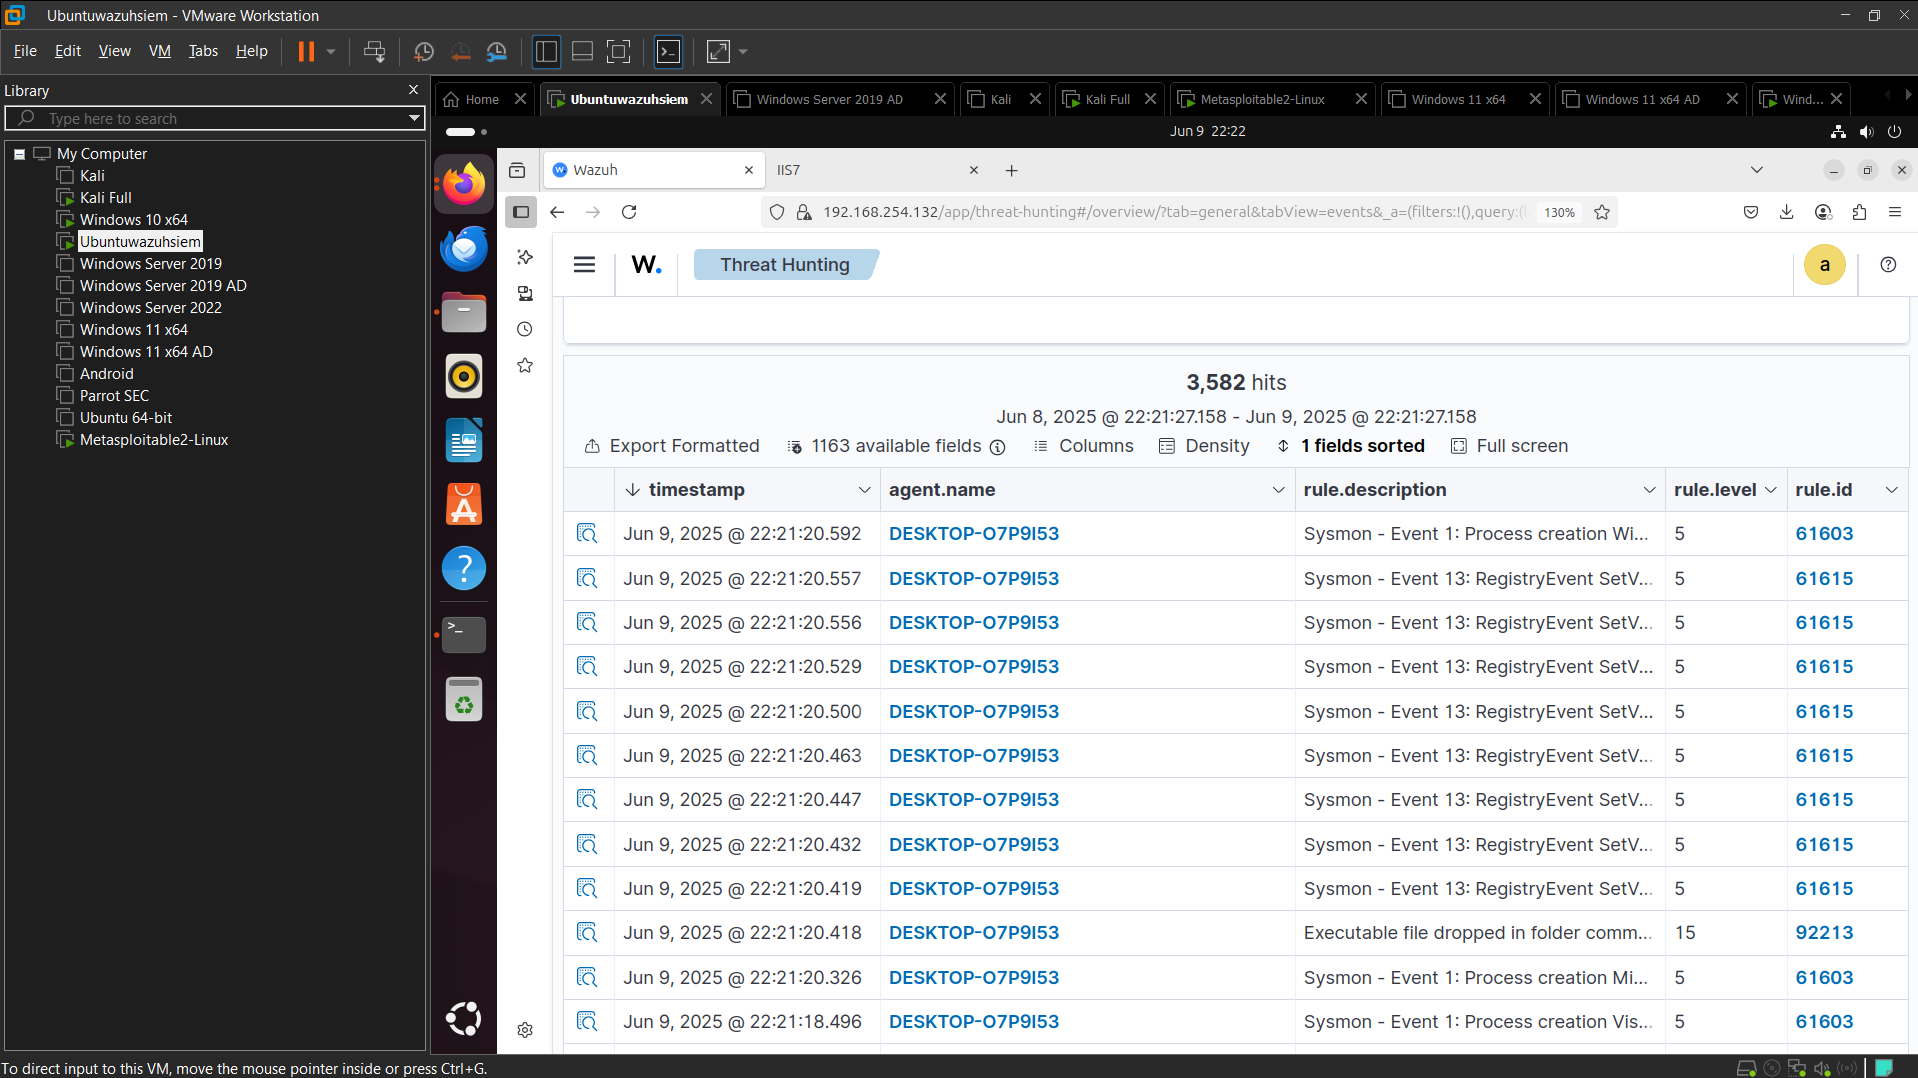 Ubuntuwazuhsiem - VMware Workstation
File Edit View VM Tabs Help
Library
Type here to search
My Computer
Kali
Kali Full
Windows 10 x64
Ubuntuwazuhsiem
Windows Server 2019
Windows Server 2019 AD
Windows Server 2022
Windows 11 x64
Windows 11 x64 AD
Android
Parrot SEC
Ubuntu 64-bit
Metasploitable2-Linux
Home Ubuntuwazuhsiem Windows Server 2019 AD Kali Kali Full Metasploitable2-Linux Windows 11 x64 Windows 11 x64 AD Wind...
Jun 9 22:22
Wazuh IIS7
192.168.254.132/app/threat-hunting#/overview/?tab=general&tabView=events&_a=(filters:!(),query:( 130%
W. Threat Hunting a
3,582 hits
Jun 8, 2025 @ 22:21:27.158 - Jun 9, 2025 @ 22:21:27.158
Export Formatted 1163 available fields Columns Density 1 fields sorted Full screen
timestamp agent.name rule.description rule.level rule.id
Jun 9, 2025 @ 22:21:20.592 DESKTOP-O7P9I53 Sysmon - Event 1: Process creation Wi... 5 61603
Jun 9, 2025 @ 22:21:20.557 DESKTOP-O7P9I53 Sysmon - Event 13: RegistryEvent SetV... 5 61615
Jun 9, 2025 @ 22:21:20.556 DESKTOP-O7P9I53 Sysmon - Event 13: RegistryEvent SetV... 5 61615
Jun 9, 2025 @ 22:21:20.529 DESKTOP-O7P9I53 Sysmon - Event 13: RegistryEvent SetV... 5 61615
Jun 9, 2025 @ 22:21:20.500 DESKTOP-O7P9I53 Sysmon - Event 13: RegistryEvent SetV... 5 61615
Jun 9, 2025 @ 22:21:20.463 DESKTOP-O7P9I53 Sysmon - Event 13: RegistryEvent SetV... 5 61615
Jun 9, 2025 @ 22:21:20.447 DESKTOP-O7P9I53 Sysmon - Event 13: RegistryEvent SetV... 5 61615
Jun 9, 2025 @ 22:21:20.432 DESKTOP-O7P9I53 Sysmon - Event 13: RegistryEvent SetV... 5 61615
Jun 9, 2025 @ 22:21:20.419 DESKTOP-O7P9I53 Sysmon - Event 13: RegistryEvent SetV... 5 61615
Jun 9, 2025 @ 22:21:20.418 DESKTOP-O7P9I53 Executable file dropped in folder comm... 15 92213
Jun 9, 2025 @ 22:21:20.326 DESKTOP-O7P9I53 Sysmon - Event 1: Process creation Mi... 5 61603
Jun 9, 2025 @ 22:21:18.496 DESKTOP-O7P9I53 Sysmon - Event 1: Process creation Vis... 5 61603
To direct input to this VM, move the mouse pointer inside or press Ctrl+G.